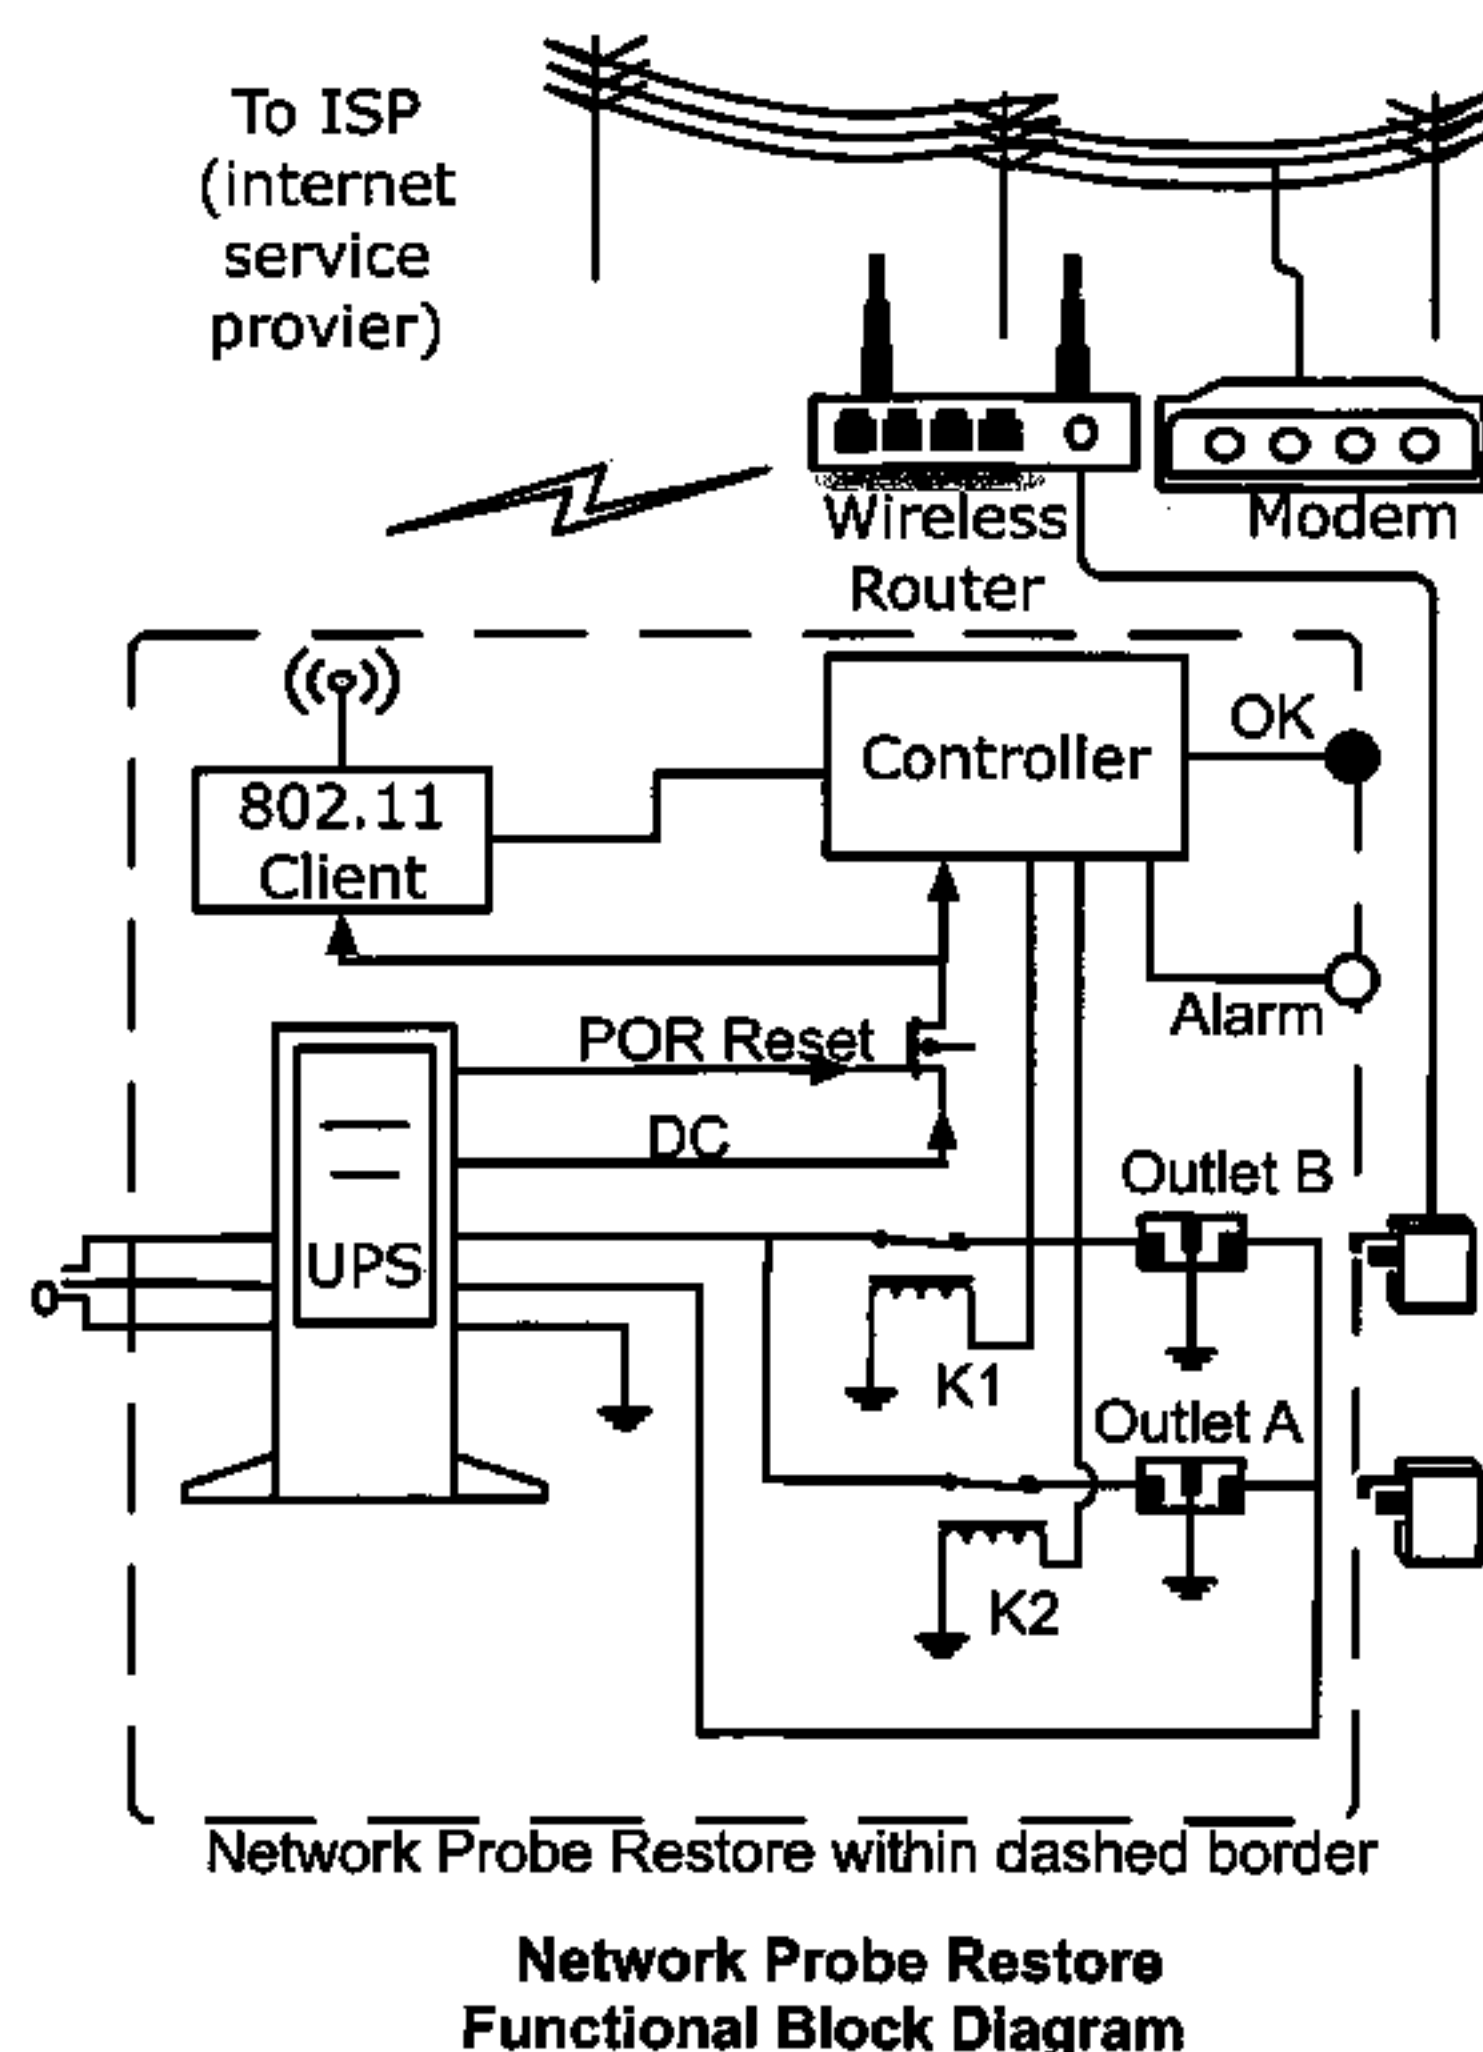 To ISP
(internet
service
provier)
Wireless
Router
Modem
Controller
OK
802.11
Client
Alarm
POR Reset
DC
UPS
Outlet B
K1
Outlet A
K2
Network Probe Restore within dashed border
Network Probe Restore
Functional Block Diagram